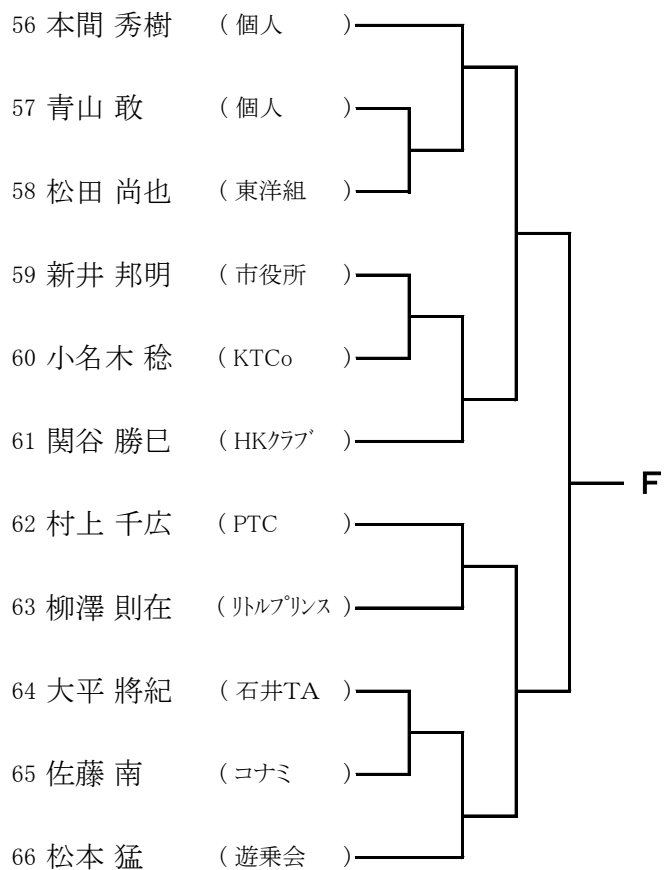 56 本間 秀樹 ( 個人 )
57 青山 敢 ( 個人 )
58 松田 尚也 ( 東洋組 )
59 新井 邦明 ( 市役所 )
60 小名木 稔 ( KTCo )
61 関谷 勝巳 ( HKクラブ )
F
62 村上 千広 ( PTC )
63 柳澤 則在 ( リトルプリンス )
64 大平 將紀 ( 石井TA )
65 佐藤 南 ( コナミ )
66 松本 猛 ( 遊乗会 )